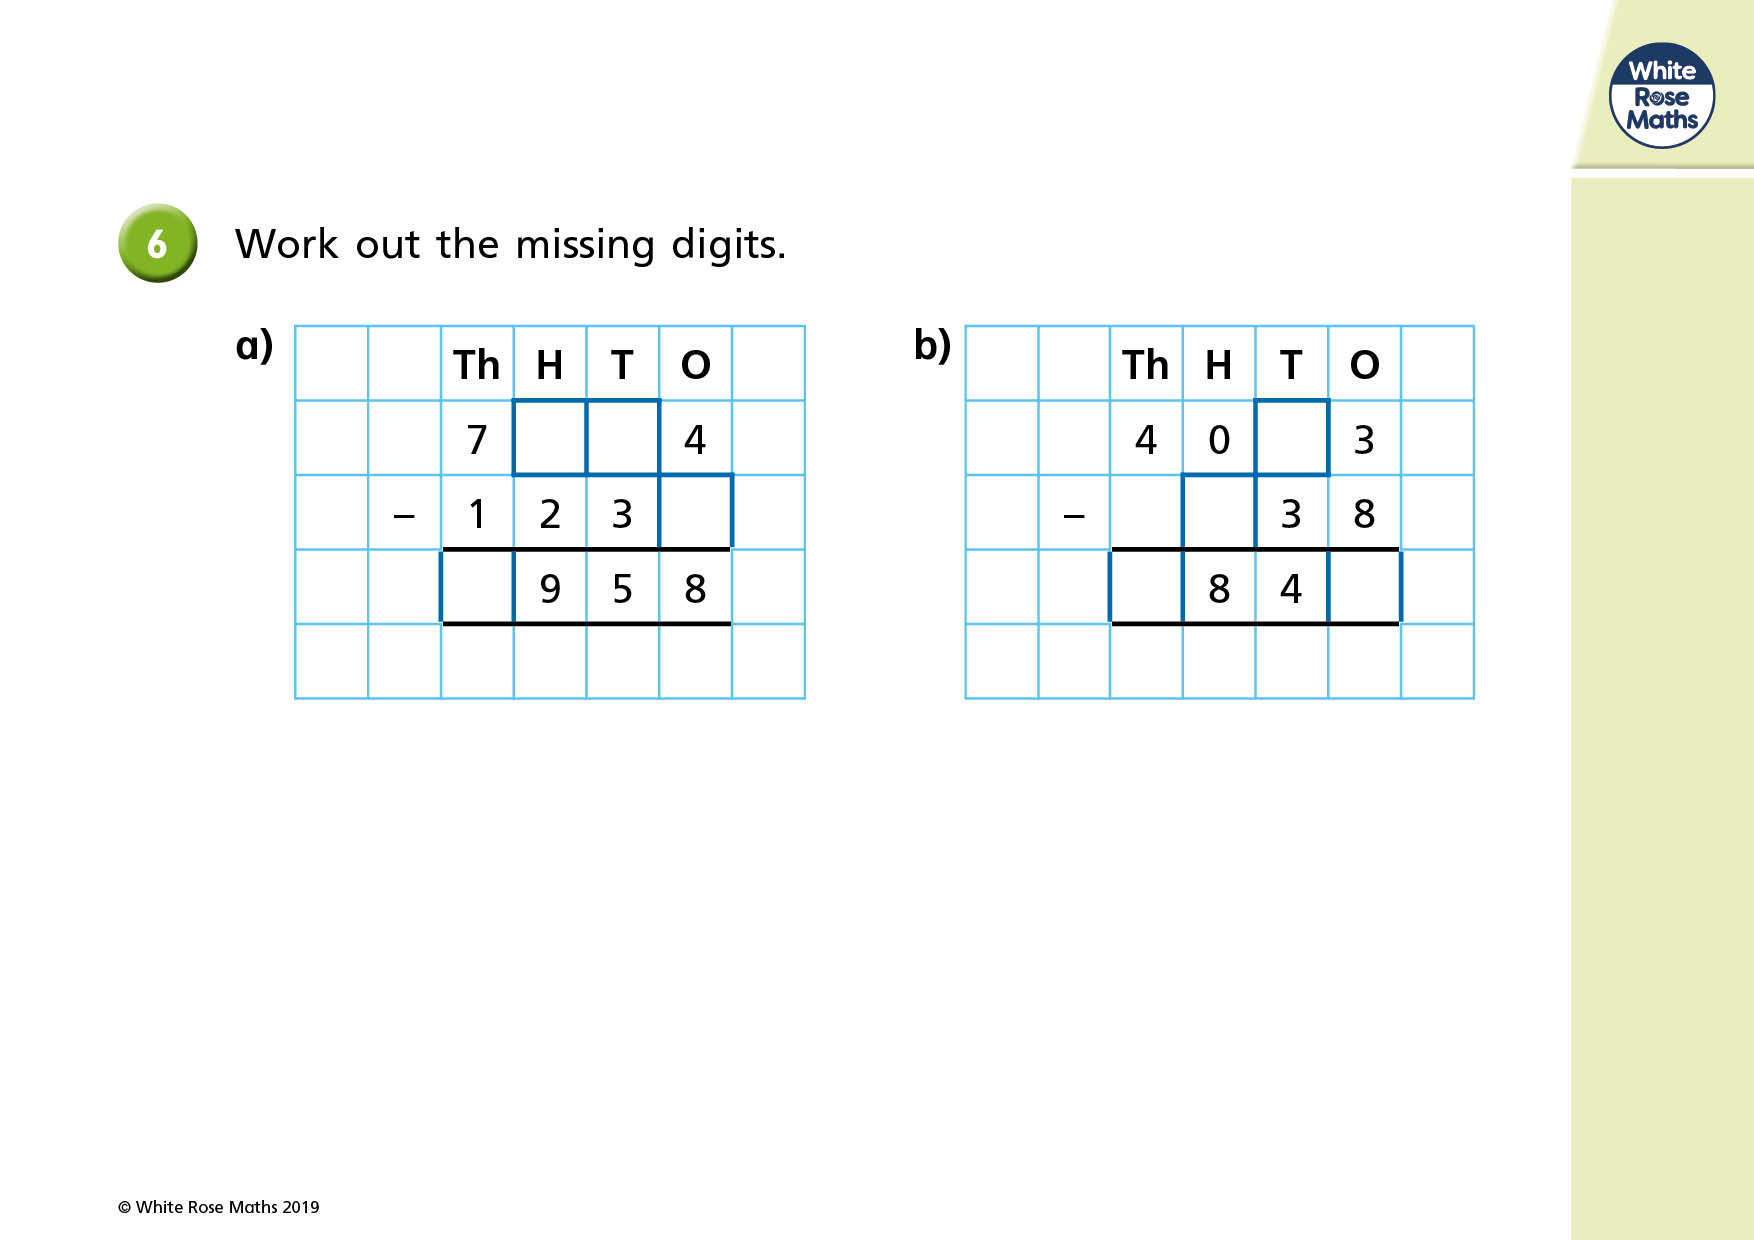 White
Rose
Maths
6 Work out the missing digits.
a)
Th H T O
7 4
– 1 2 3
9 5 8
b)
Th H T O
4 0 3
– 3 8
8 4
© White Rose Maths 2019